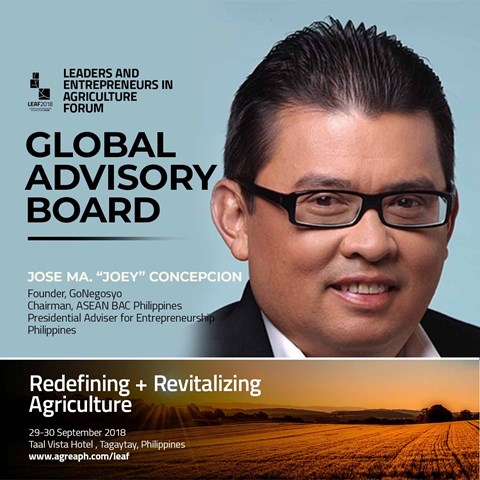 LEADERS AND
ENTREPRENEURS IN
AGRICULTURE
FORUM
LEAF2018
GLOBAL
ADVISORY
BOARD
JOSE MA. “JOEY” CONCEPCION
Founder, GoNegosyo
Chairman, ASEAN BAC Philippines
Presidential Adviser for Entrepreneurship
Philippines
Redefining + Revitalizing
Agriculture
29-30 September 2018
Taal Vista Hotel , Tagaytay, Philippines
www.agreaph.com/leaf